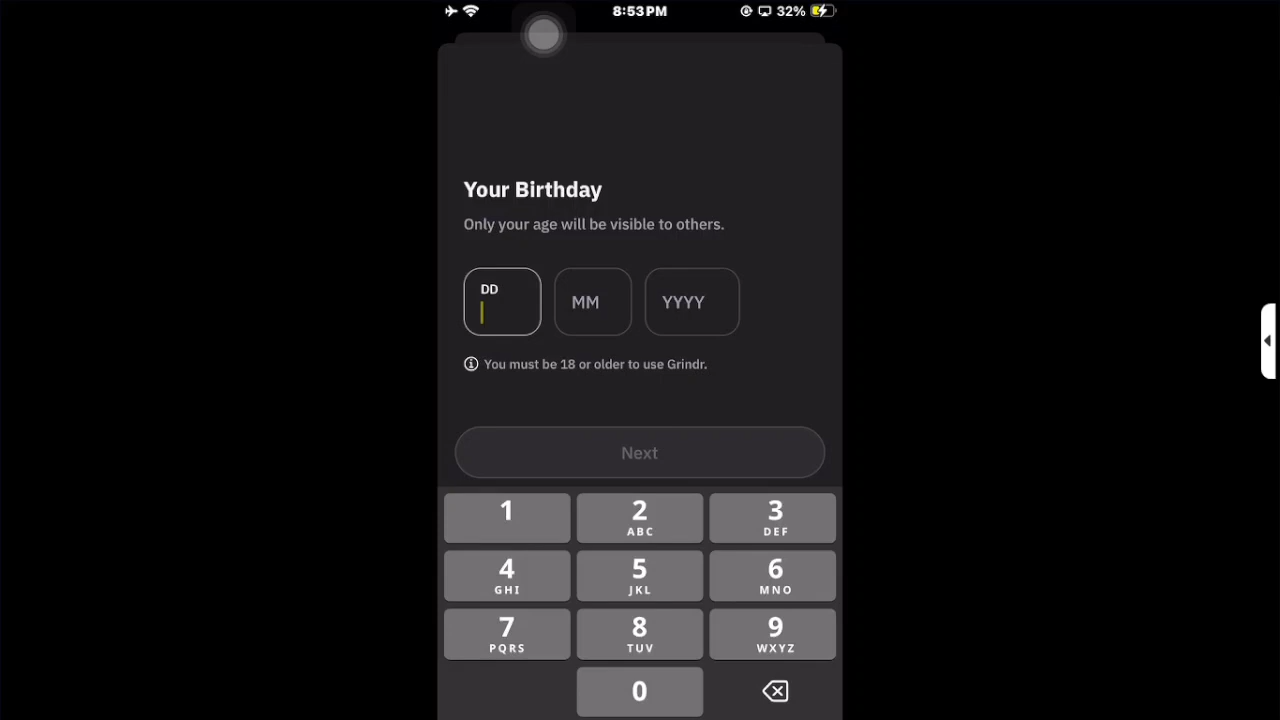 8:53 PM
32%
Your Birthday
Only your age will be visible to others.
DD
MM
YYYY
You must be 18 or older to use Grindr.
Next
1
2
3
ABC
DEF
4
5
6
GHI
JKL
MNO
7
8
9
PQRS
TUV
WXYZ
0